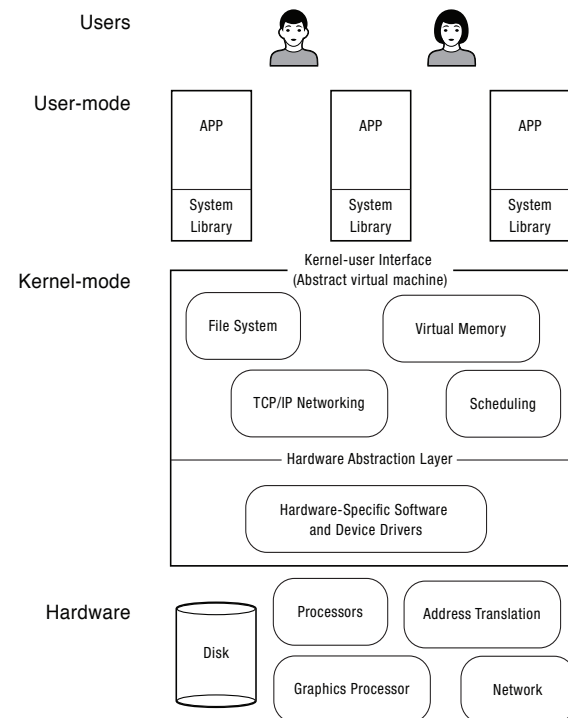 Users
User-mode
APP
APP
APP
System
Library
System
Library
System
Library
Kernel-mode
Kernel-user Interface
(Abstract virtual machine)
File System
Virtual Memory
TCP/IP Networking
Scheduling
Hardware Abstraction Layer
Hardware-Specific Software
and Device Drivers
Hardware
Processors
Address Translation
Disk
Graphics Processor
Network